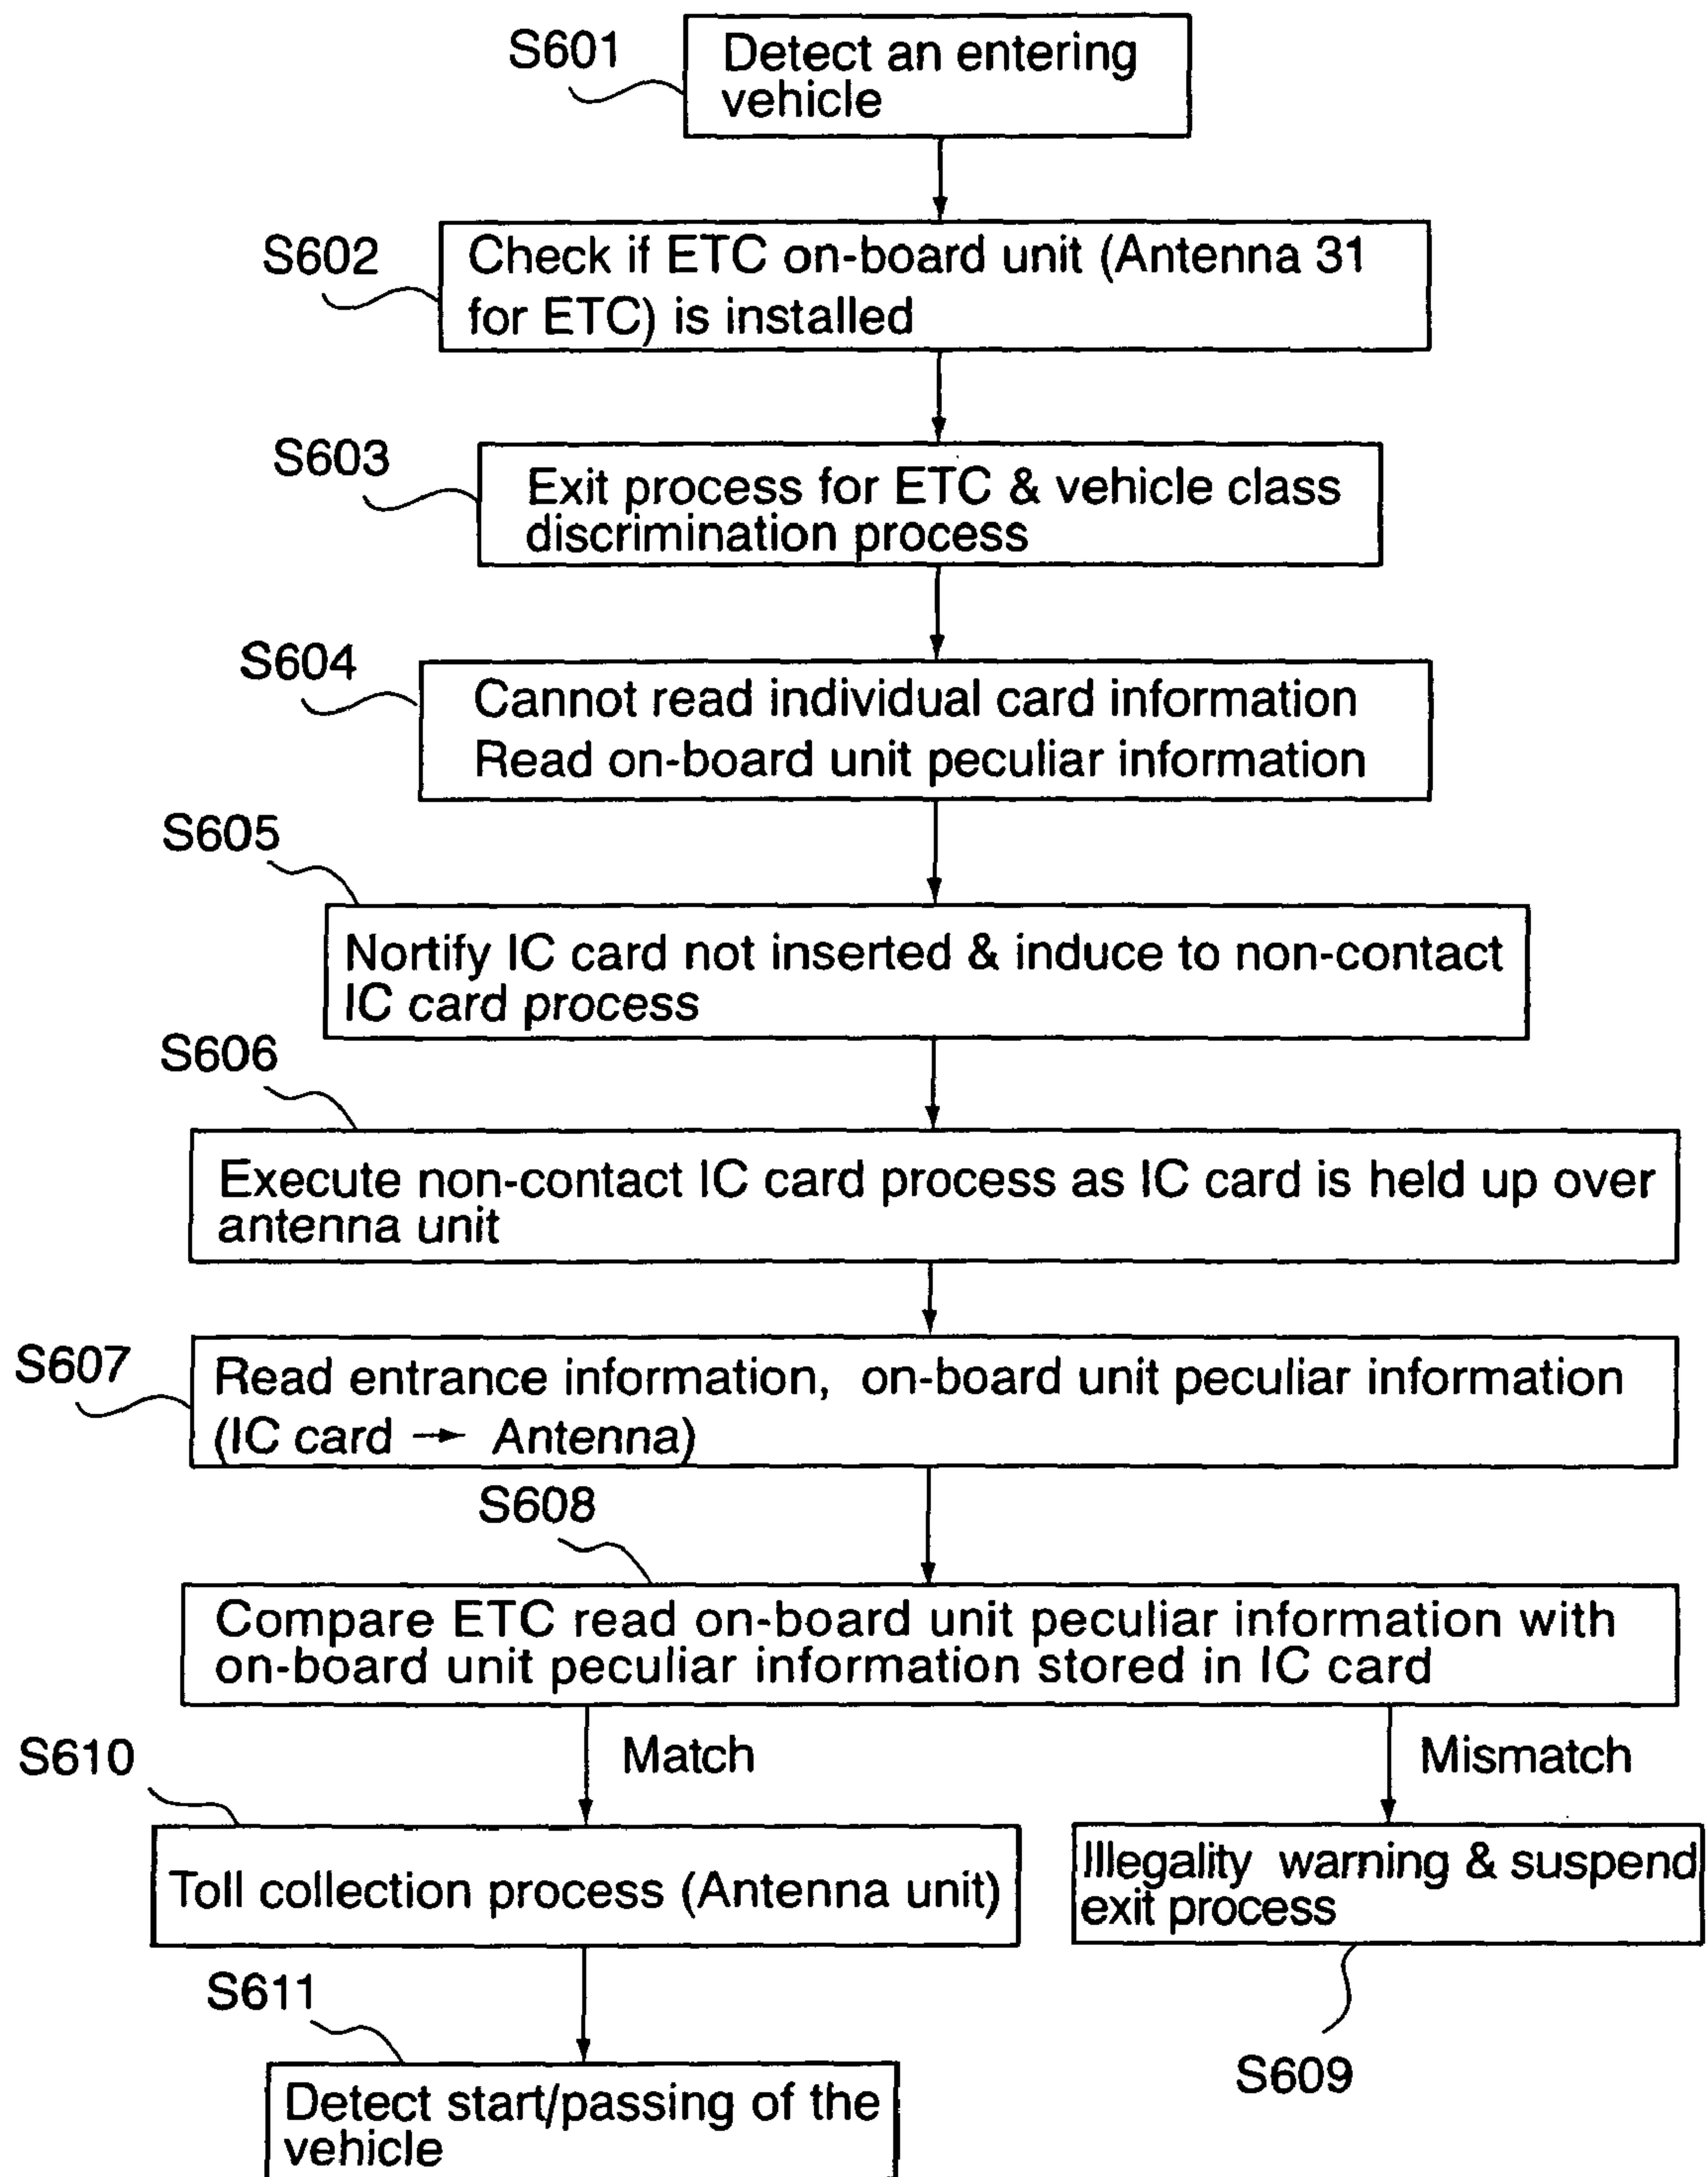 S601
Detect an entering
vehicle
S602
Check if ETC on-board unit (Antenna 31
for ETC) is installed
S603
Exit process for ETC & vehicle class
discrimination process
S604
Cannot read individual card information
Read on-board unit peculiar information
S605
Nortify IC card not inserted & induce to non-contact
IC card process
S606
Execute non-contact IC card process as IC card is held up over
antenna unit
S607
Read entrance information, on-board unit peculiar information
(IC card → Antenna)
S608
Compare ETC read on-board unit peculiar information with
on-board unit peculiar information stored in IC card
Match
Mismatch
S610
Toll collection process (Antenna unit)
Illegality warning & suspend
exit process
S609
S611
Detect start/passing of the
vehicle